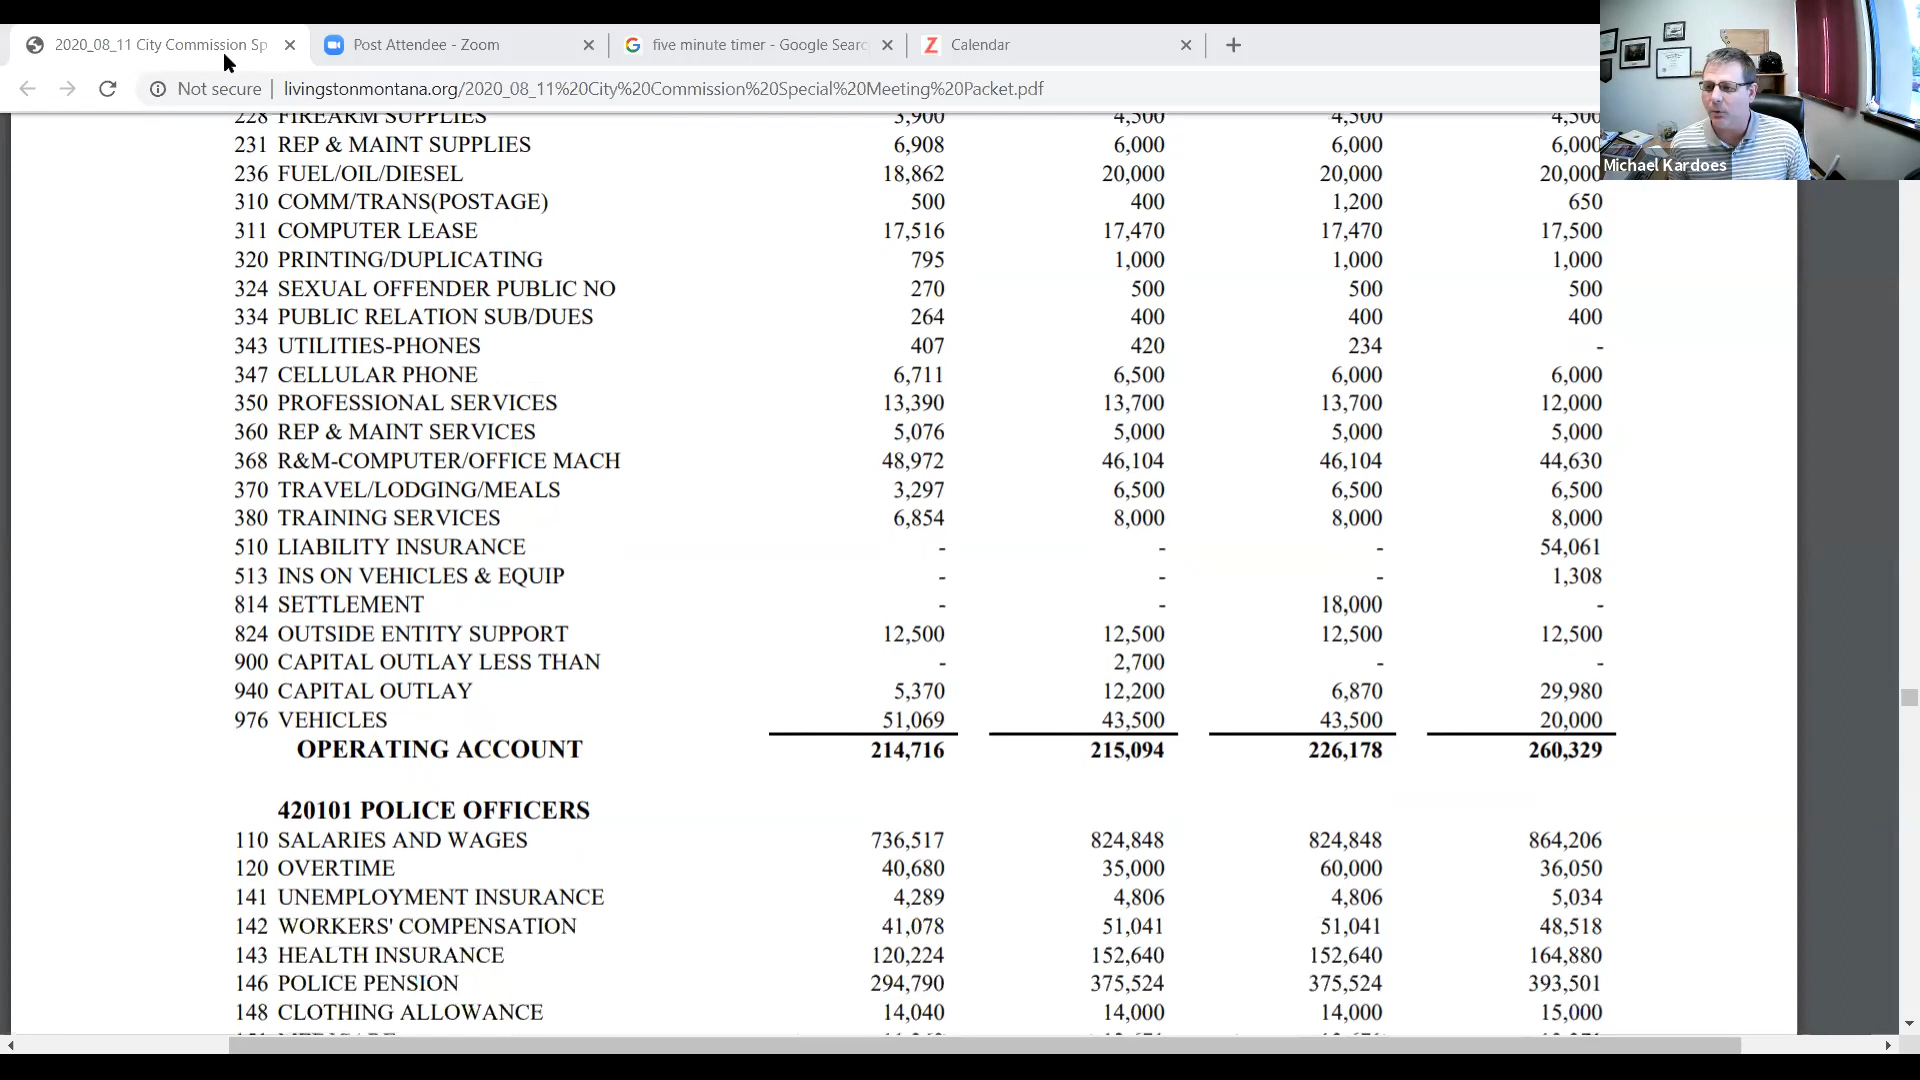 2020_08_11 City Commission Sp
Post Attendee - Zoom
five minute timer - Google Searc
Calendar
Not secure | livingstonmontana.org/2020_08_11%20City%20Commission%20Special%20Meeting%20Packet.pdf
Michael Kardoes
228 FIREARM SUPPLIES 3,900 4,500 4,500 4,500
231 REP & MAINT SUPPLIES 6,908 6,000 6,000 6,000
236 FUEL/OIL/DIESEL 18,862 20,000 20,000 20,000
310 COMM/TRANS(POSTAGE) 500 400 1,200 650
311 COMPUTER LEASE 17,516 17,470 17,470 17,500
320 PRINTING/DUPLICATING 795 1,000 1,000 1,000
324 SEXUAL OFFENDER PUBLIC NO 270 500 500 500
334 PUBLIC RELATION SUB/DUES 264 400 400 400
343 UTILITIES-PHONES 407 420 234 -
347 CELLULAR PHONE 6,711 6,500 6,000 6,000
350 PROFESSIONAL SERVICES 13,390 13,700 13,700 12,000
360 REP & MAINT SERVICES 5,076 5,000 5,000 5,000
368 R&M-COMPUTER/OFFICE MACH 48,972 46,104 46,104 44,630
370 TRAVEL/LODGING/MEALS 3,297 6,500 6,500 6,500
380 TRAINING SERVICES 6,854 8,000 8,000 8,000
510 LIABILITY INSURANCE - - - 54,061
513 INS ON VEHICLES & EQUIP - - - 1,308
814 SETTLEMENT - - 18,000 -
824 OUTSIDE ENTITY SUPPORT 12,500 12,500 12,500 12,500
900 CAPITAL OUTLAY LESS THAN - 2,700 - -
940 CAPITAL OUTLAY 5,370 12,200 6,870 29,980
976 VEHICLES 51,069 43,500 43,500 20,000
OPERATING ACCOUNT 214,716 215,094 226,178 260,329
420101 POLICE OFFICERS
110 SALARIES AND WAGES 736,517 824,848 824,848 864,206
120 OVERTIME 40,680 35,000 60,000 36,050
141 UNEMPLOYMENT INSURANCE 4,289 4,806 4,806 5,034
142 WORKERS' COMPENSATION 41,078 51,041 51,041 48,518
143 HEALTH INSURANCE 120,224 152,640 152,640 164,880
146 POLICE PENSION 294,790 375,524 375,524 393,501
148 CLOTHING ALLOWANCE 14,040 14,000 14,000 15,000